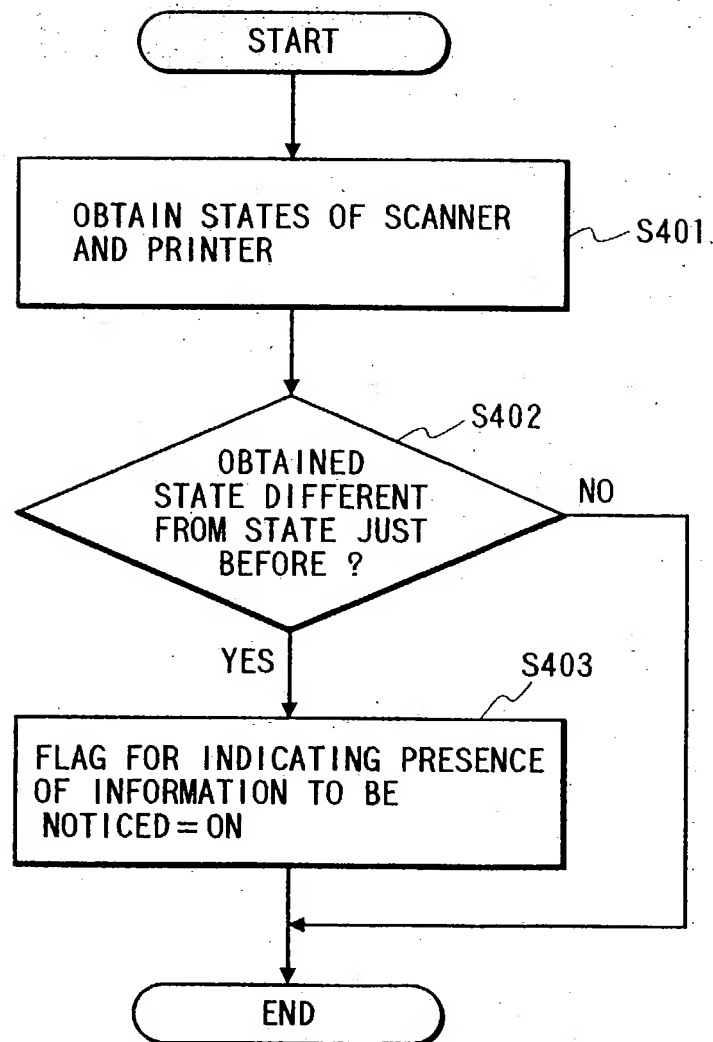 START
OBTAIN STATES OF SCANNER
AND PRINTER
S401
S402
OBTAINED
STATE DIFFERENT
FROM STATE JUST
BEFORE ?
NO
YES
S403
FLAG FOR INDICATING PRESENCE
OF INFORMATION TO BE
NOTICED=ON
END